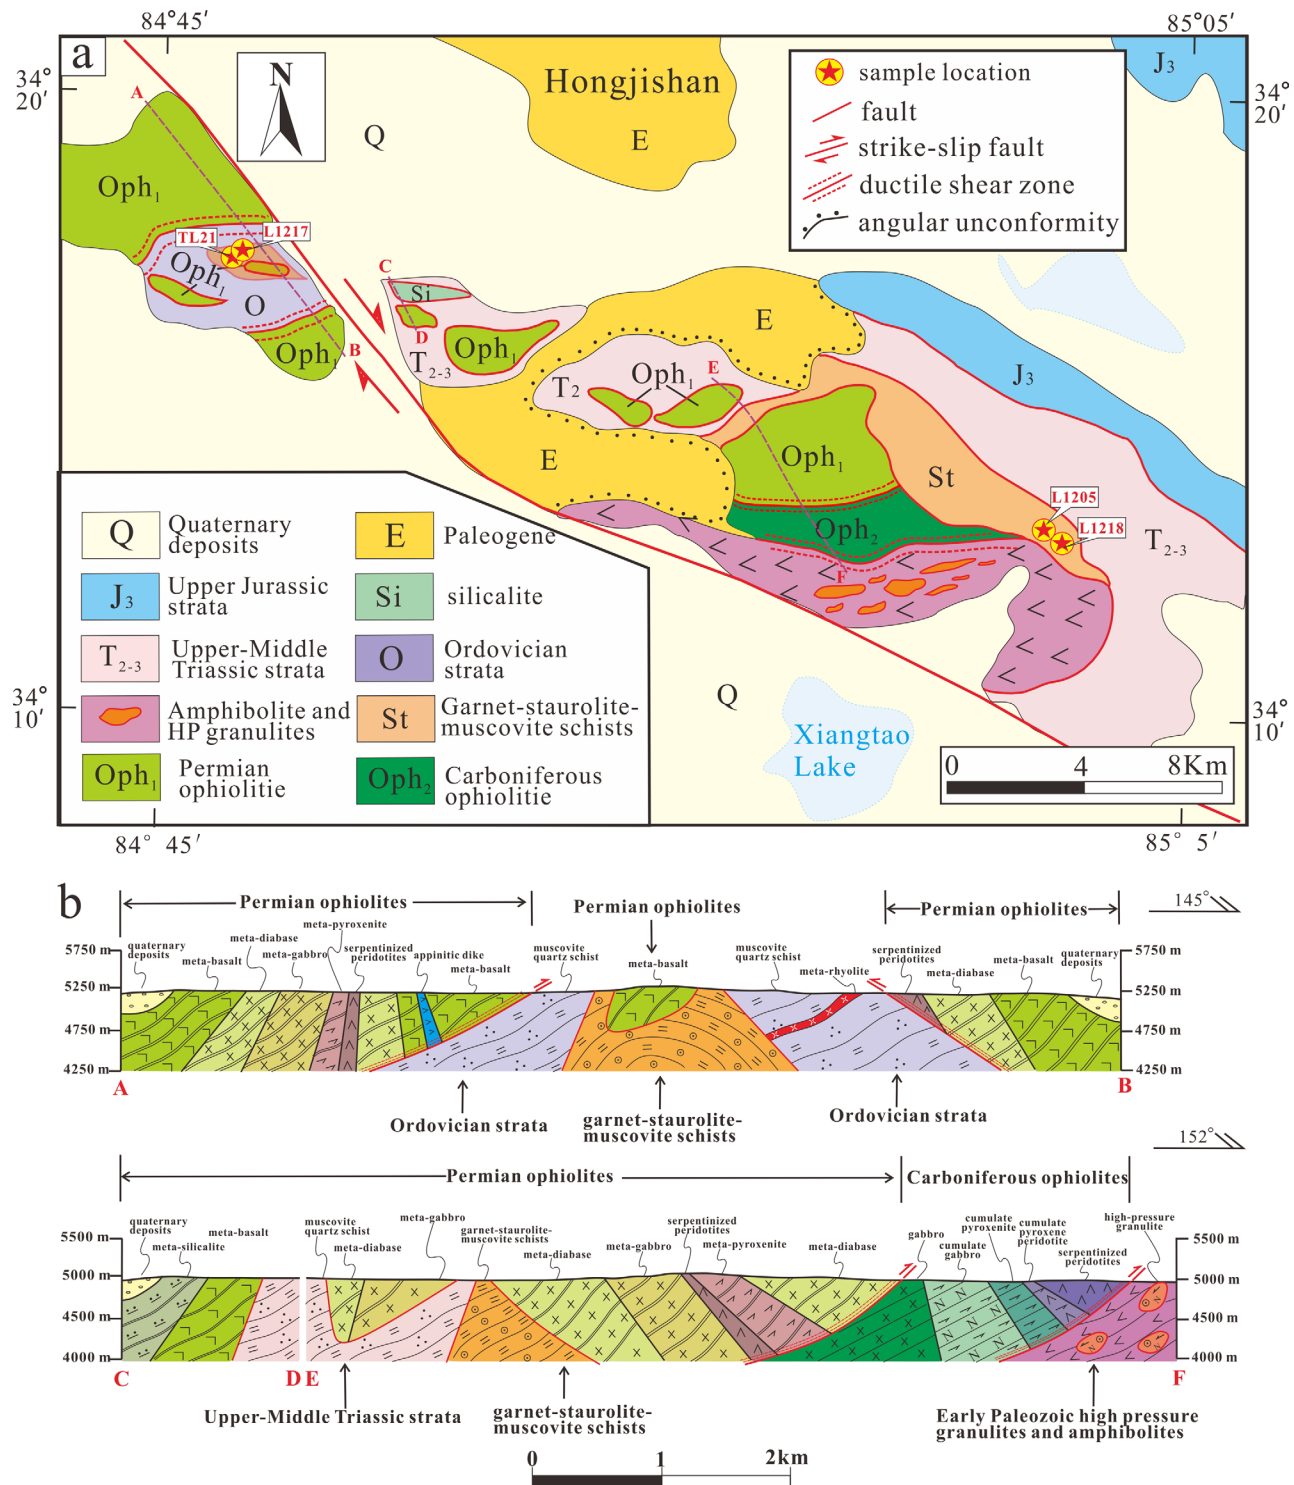 84°45′
85°05′
a
34°
20′
34°
20′
N
A
Hongjishan
E
Q
J3
sample location
fault
strike-slip fault
ductile shear zone
angular unconformity
Oph1
TL21
L1217
Oph1
O
Oph1
B
C
Si
D
T2-3
Oph1
E
T2
Oph1
E
J3
E
Oph1
St
Oph2
F
L1205
L1218
T2-3
Q
Xiangtao
Lake
34°
10′
34°
10′
0 4 8Km
Q Quaternary
deposits
E Paleogene
J3 Upper Jurassic
strata
Si silicalite
T2-3 Upper-Middle
Triassic strata
O Ordovician
strata
Amphibolite and
HP granulites
St Garnet-staurolite-
muscovite schists
Oph1 Permian
ophiolitie
Oph2 Carboniferous
ophiolitie
84° 45′
85° 5′
b
Permian ophiolites
Permian ophiolites
Permian ophiolites
145°
5750 m
5250 m
4750 m
4250 m
quaternary
deposits
meta-basalt
meta-diabase
meta-gabbro
meta-pyroxenite
serpentinized
peridotites
appinitic dike
meta-basalt
muscovite
quartz schist
meta-basalt
muscovite
quartz schist
meta-rhyolite
serpentinized
peridotites
meta-diabase
meta-basalt
quaternary
deposits
5750 m
5250 m
4750 m
4250 m
A
B
Ordovician strata
garnet-staurolite-
muscovite schists
Ordovician strata
152°
Permian ophiolites
Carboniferous ophiolites
5500 m
5000 m
4500 m
4000 m
quaternary
deposits
meta-silicalite
meta-basalt
muscovite
quartz schist
meta-diabase
meta-gabbro
garnet-staurolite-
muscovite schists
meta-diabase
meta-gabbro
serpentinized
peridotites
meta-pyroxenite
meta-diabase
gabbro
cumulate
gabbro
cumulate
pyroxenite
cumulate
pyroxene
peridotite
serpentinized
peridotites
high-pressure
granulite
5500 m
5000 m
4500 m
4000 m
C
D
E
F
Upper-Middle Triassic strata
garnet-staurolite-
muscovite schists
Early Paleozoic high pressure
granulites and amphibolites
0 1 2km